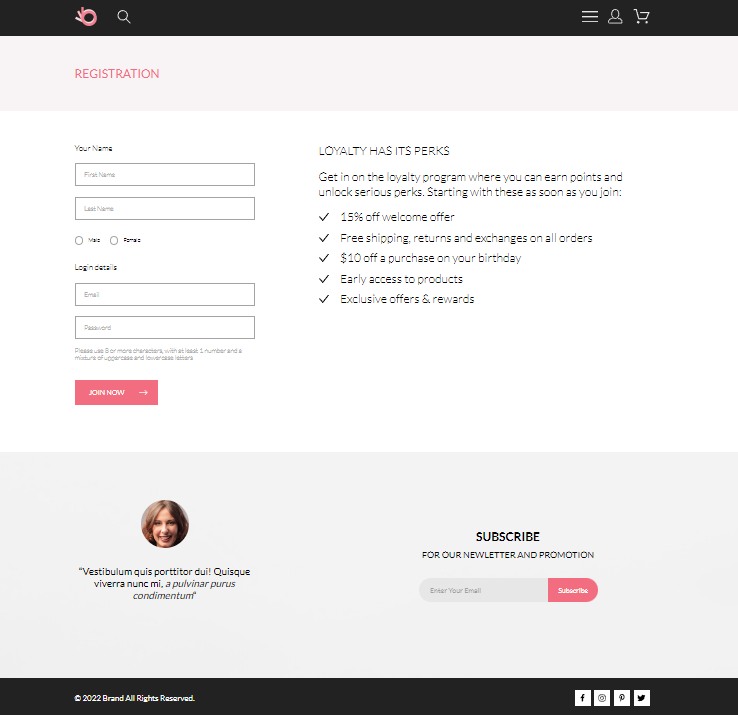 REGISTRATION
Your Name
First Name
Last Name
Male
Female
Login details
Email
Password
Please use 8 or more characters, with at least 1 number and a
mixture of uppercase and lowercase letters
JOIN NOW
LOYALTY HAS ITS PERKS
Get in on the loyalty program where you can earn points and
unlock serious perks. Starting with these as soon as you join:
15% off welcome offer
Free shipping, returns and exchanges on all orders
$10 off a purchase on your birthday
Early access to products
Exclusive offers & rewards
“Vestibulum quis porttitor dui! Quisque
viverra nunc mi, a pulvinar purus
condimentum“
SUBSCRIBE
FOR OUR NEWLETTER AND PROMOTION
Enter Your Email
Subscribe
© 2022 Brand All Rights Reserved.